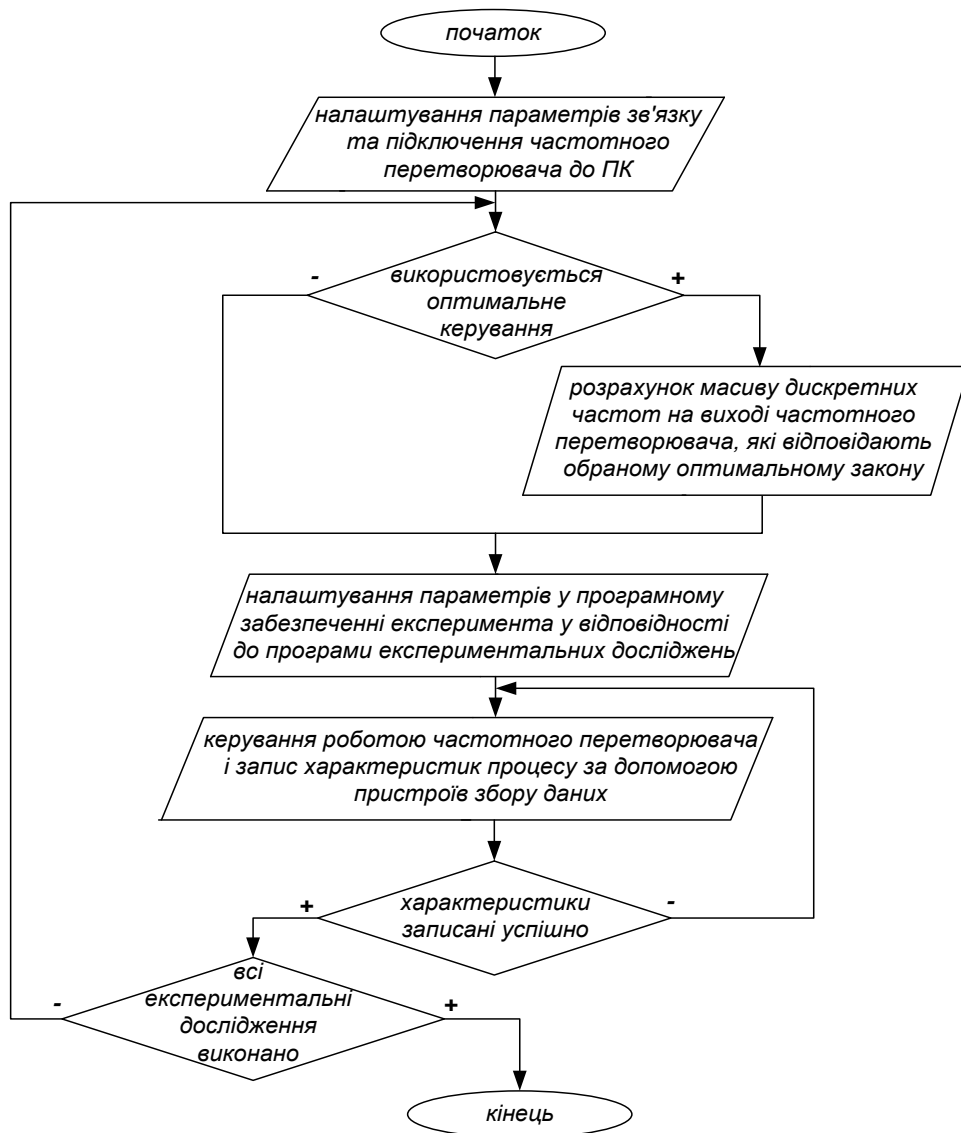 початок
налаштування параметрів зв'язку
та підключення частотного
перетворювача до ПК
-
+
використовується
оптимальне
керування
розрахунок масиву дискретних
частот на виході частотного
перетворювача, які відповідають
обраному оптимальному закону
налаштування параметрів у програмному
забезпеченні експеримента у відповідності
до програми експериментальних досліджень
керування роботою частотного перетворювача
і запис характеристик процесу за допомогою
пристроїв збору даних
+
-
характеристики
записані успішно
-
+
всі
експериментальні
дослідження
виконано
кінець